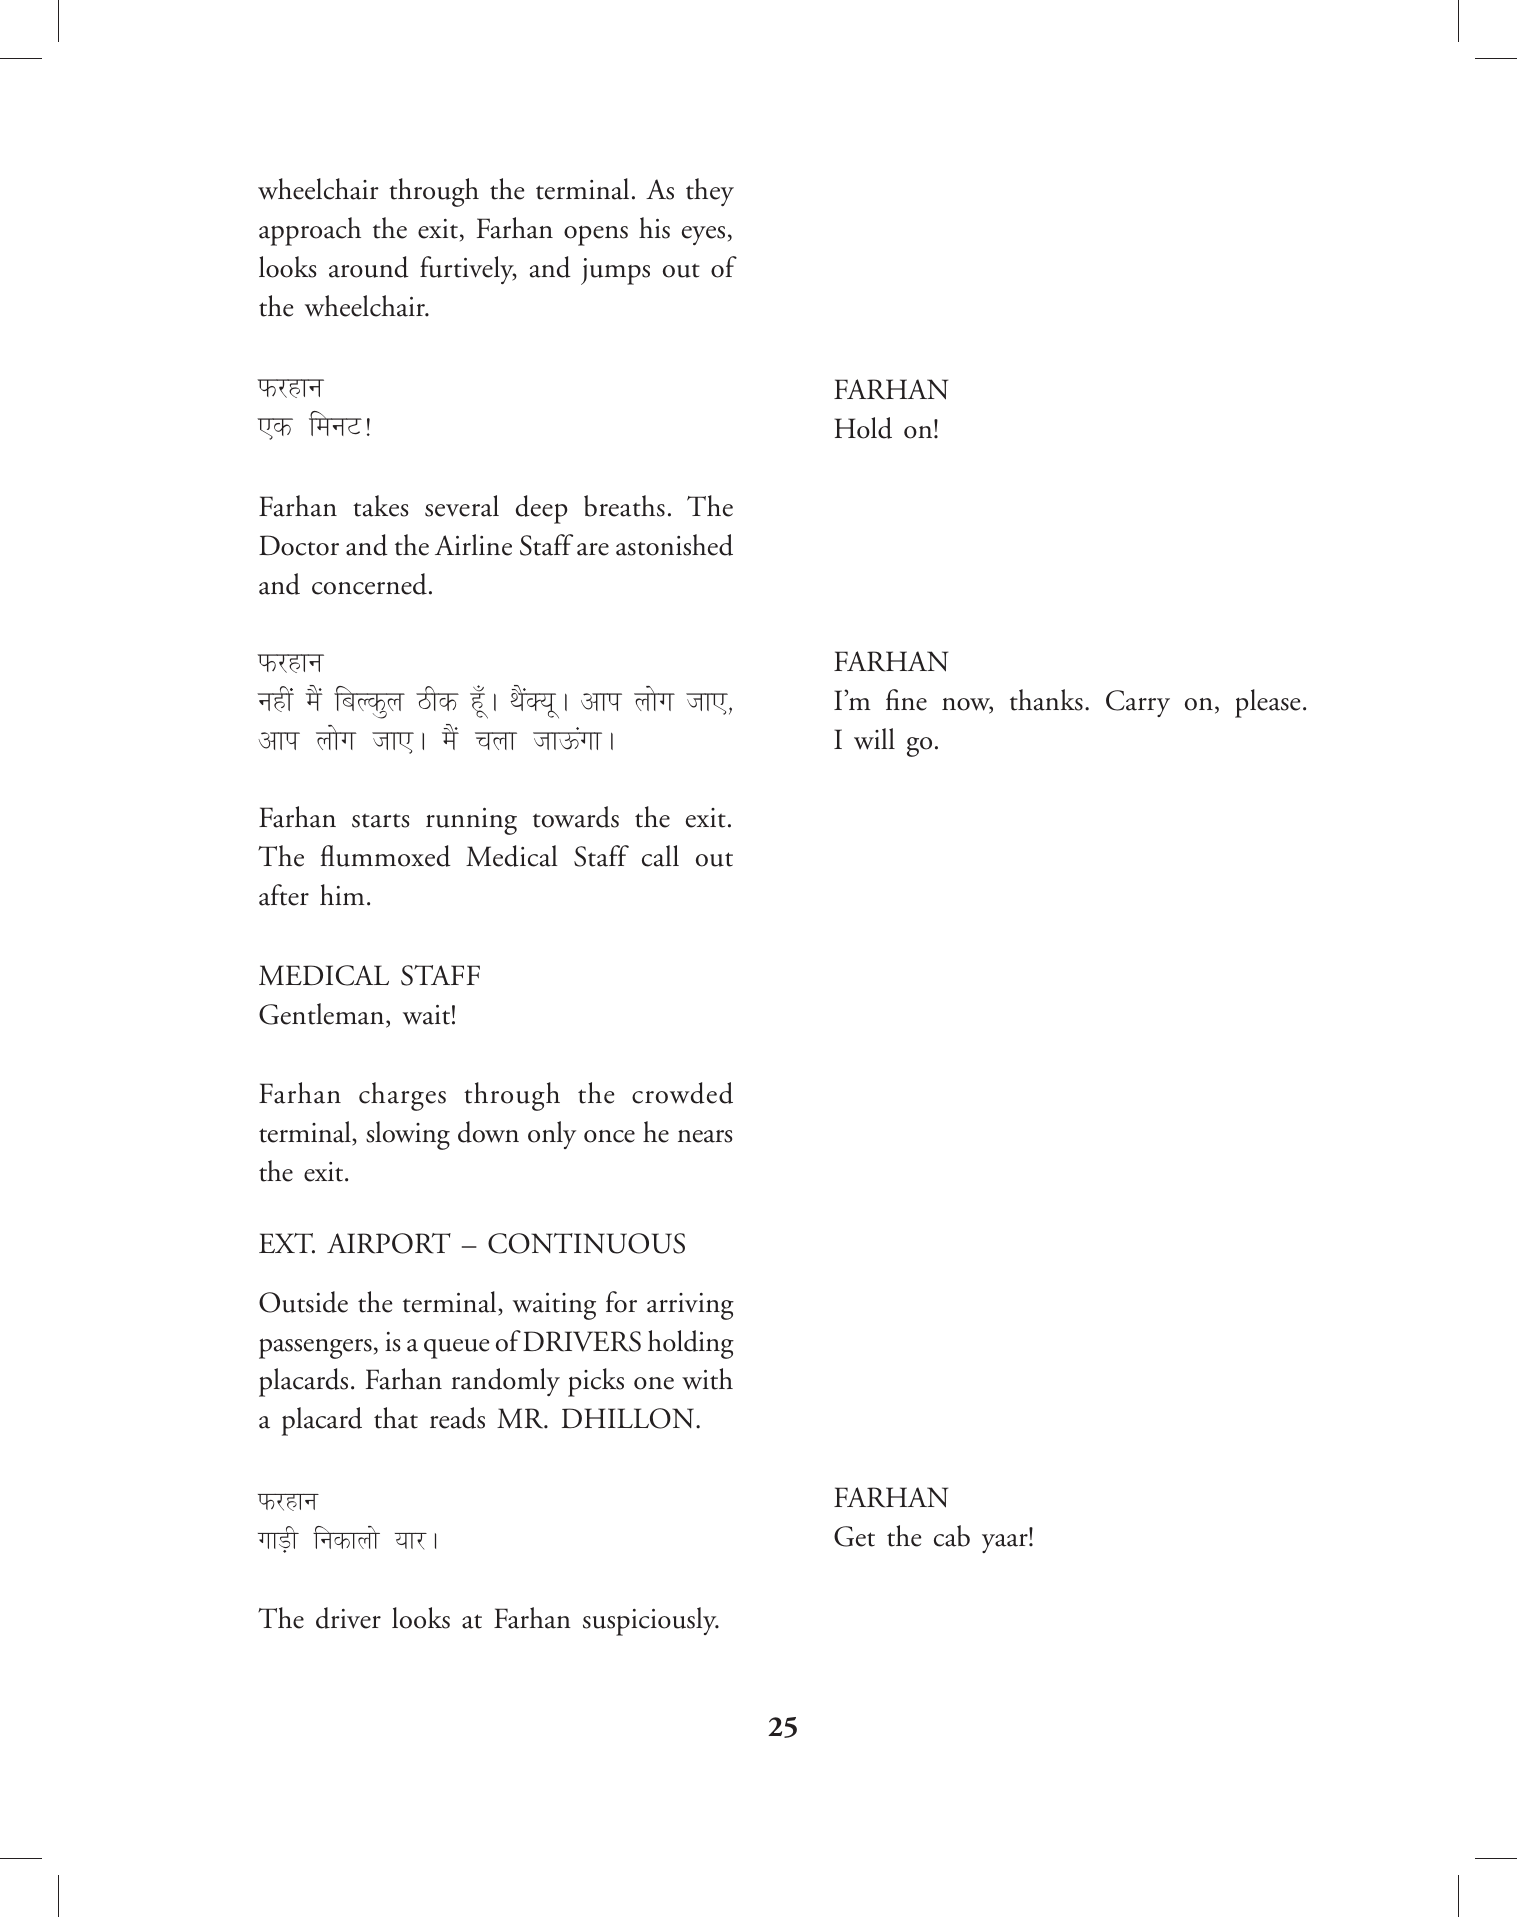 wheelchair through the terminal. As they
approach the exit, Farhan opens his eyes,
looks around furtively, and jumps out of
the wheelchair.
फरहान
एक मिनट!
FARHAN
Hold on!
Farhan takes several deep breaths. The
Doctor and the Airline Staff are astonished
and concerned.
फरहान
नहीं मैं बिल्कुल ठीक हूँ। थैंक्यू। आप लोग जाए,
आप लोग जाए। मैं चला जाऊंगा।
FARHAN
I’m fine now, thanks. Carry on, please.
I will go.
Farhan starts running towards the exit.
The flummoxed Medical Staff call out
after him.
MEDICAL STAFF
Gentleman, wait!
Farhan charges through the crowded
terminal, slowing down only once he nears
the exit.
EXT. AIRPORT – CONTINUOUS
Outside the terminal, waiting for arriving
passengers, is a queue of DRIVERS holding
placards. Farhan randomly picks one with
a placard that reads MR. DHILLON.
फरहान
गाड़ी निकालो यार।
FARHAN
Get the cab yaar!
The driver looks at Farhan suspiciously.
25